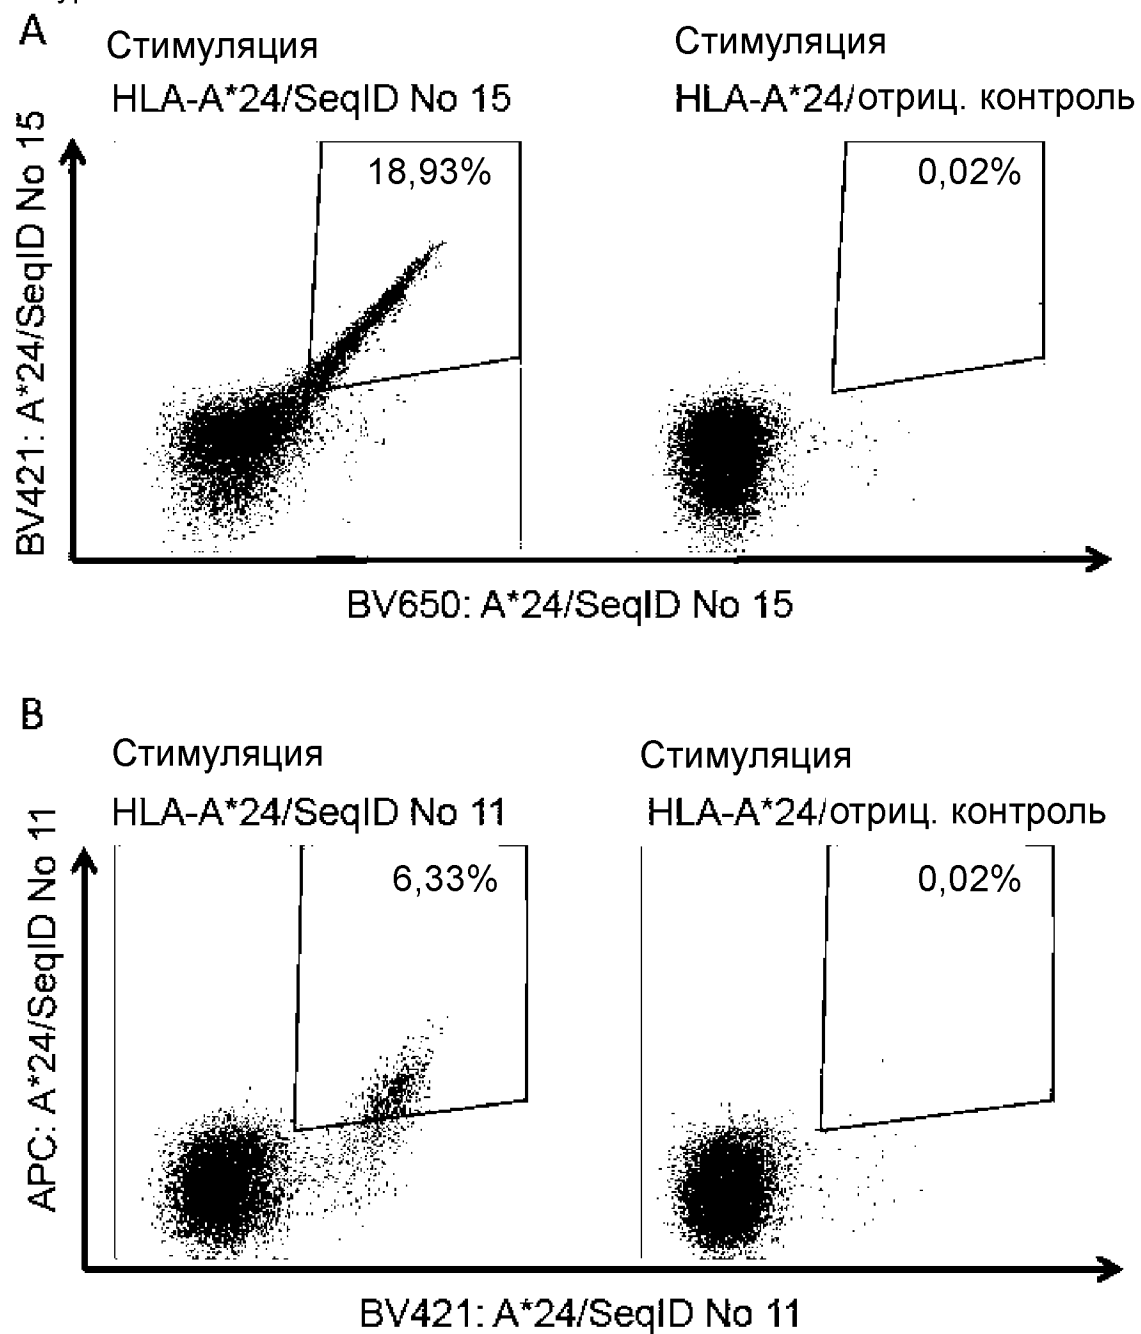 A
Стимуляция
HLA-A*24/SeqID No 15
Стимуляция
HLA-A*24/отриц. контроль
BV421: A*24/SeqID No 15
18,93%
0,02%
BV650: A*24/SeqID No 15
B
Стимуляция
HLA-A*24/SeqID No 11
Стимуляция
HLA-A*24/отриц. контроль
APC: A*24/SeqID No 11
6,33%
0,02%
BV421: A*24/SeqID No 11